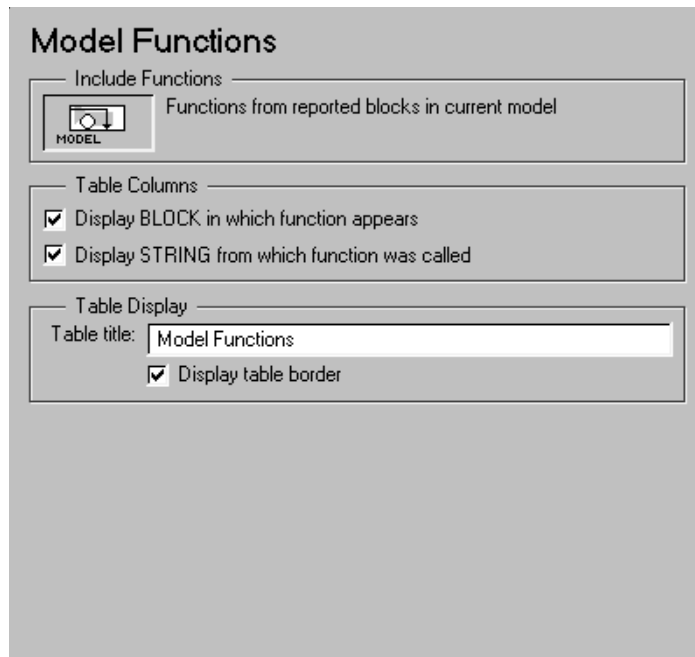 Model Functions
Include Functions
MODEL
Functions from reported blocks in current model
Table Columns
Display BLOCK in which function appears
Display STRING from which function was called
Table Display
Table title: Model Functions
Display table border